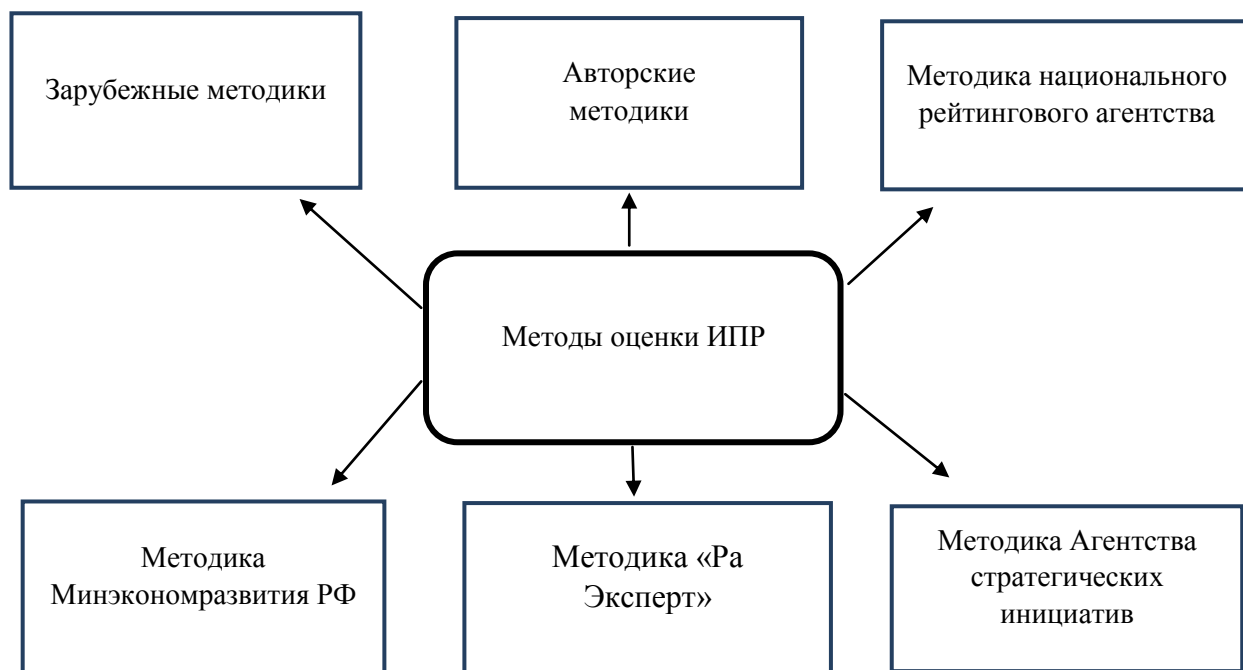 Зарубежные методики
Авторские
методики
Методика национального
рейтингового агентства
Методы оценки ИПР
Методика
Минэкономразвития РФ
Методика «Ра
Эксперт»
Методика Агентства
стратегических
инициатив